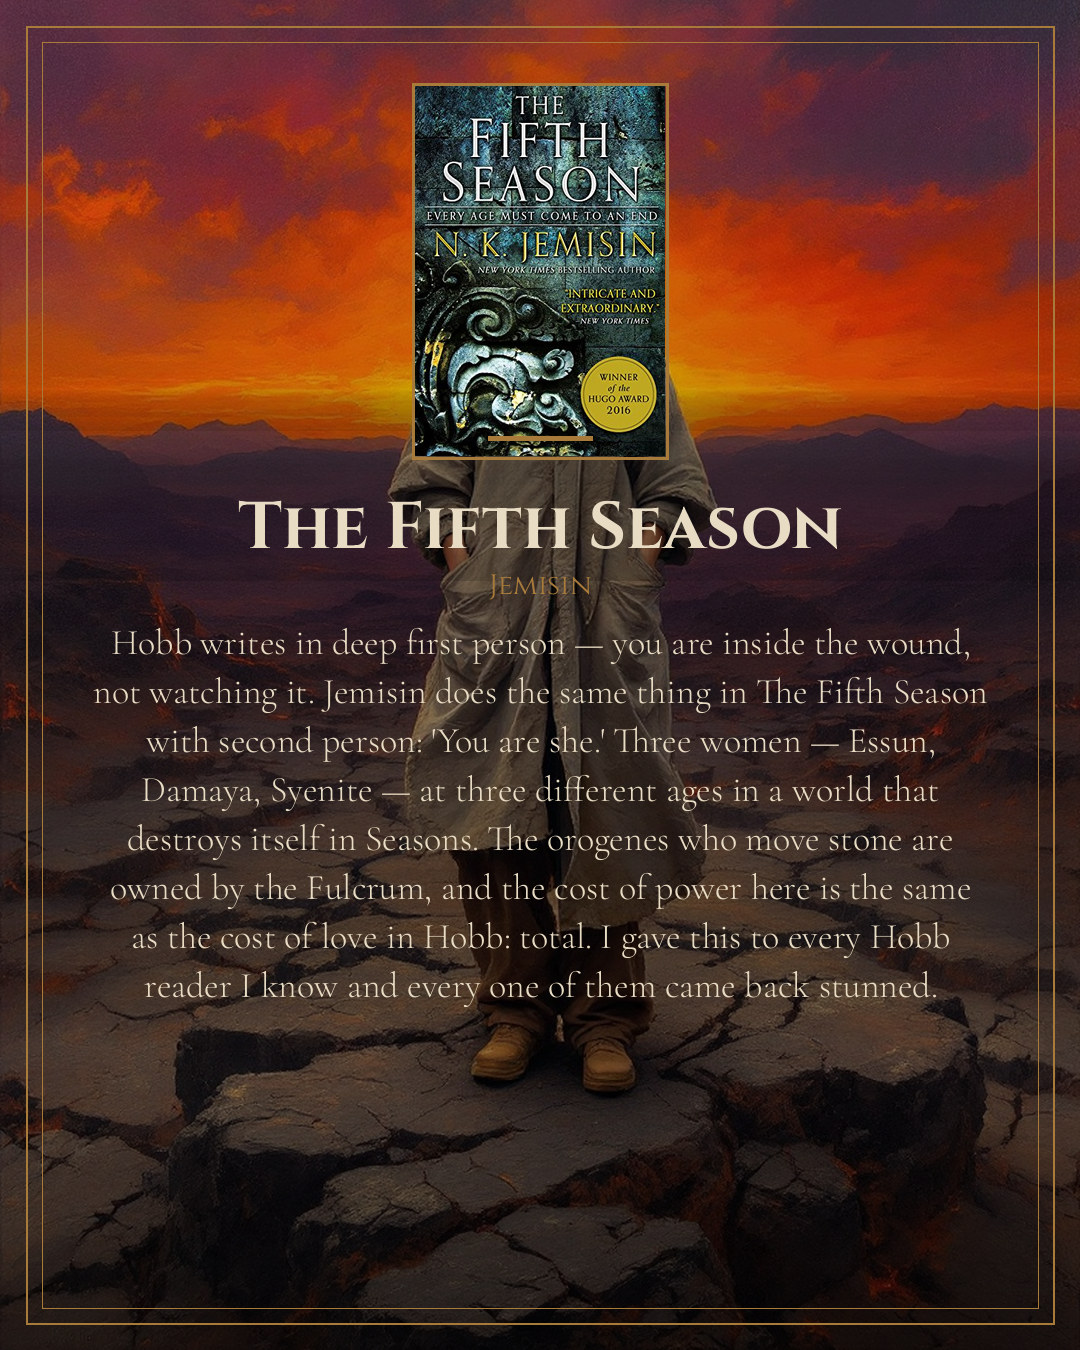 THE
FIFTH
SEASON
EVERY AGE MUST COME TO AN END
N. K. JEMISIN
NEW YORK TIMES BESTSELLING AUTHOR
"INTRICATE AND
EXTRAORDINARY."
—NEW YORK TIMES
WINNER
of the
HUGO AWARD
2016
The Fifth Season
Jemisin
Hobb writes in deep first person — you are inside the wound,
not watching it. Jemisin does the same thing in The Fifth Season
with second person: 'You are she.' Three women — Essun,
Damaya, Syenite — at three different ages in a world that
destroys itself in Seasons. The orogenes who move stone are
owned by the Fulcrum, and the cost of power here is the same
as the cost of love in Hobb: total. I gave this to every Hobb
reader I know and every one of them came back stunned.